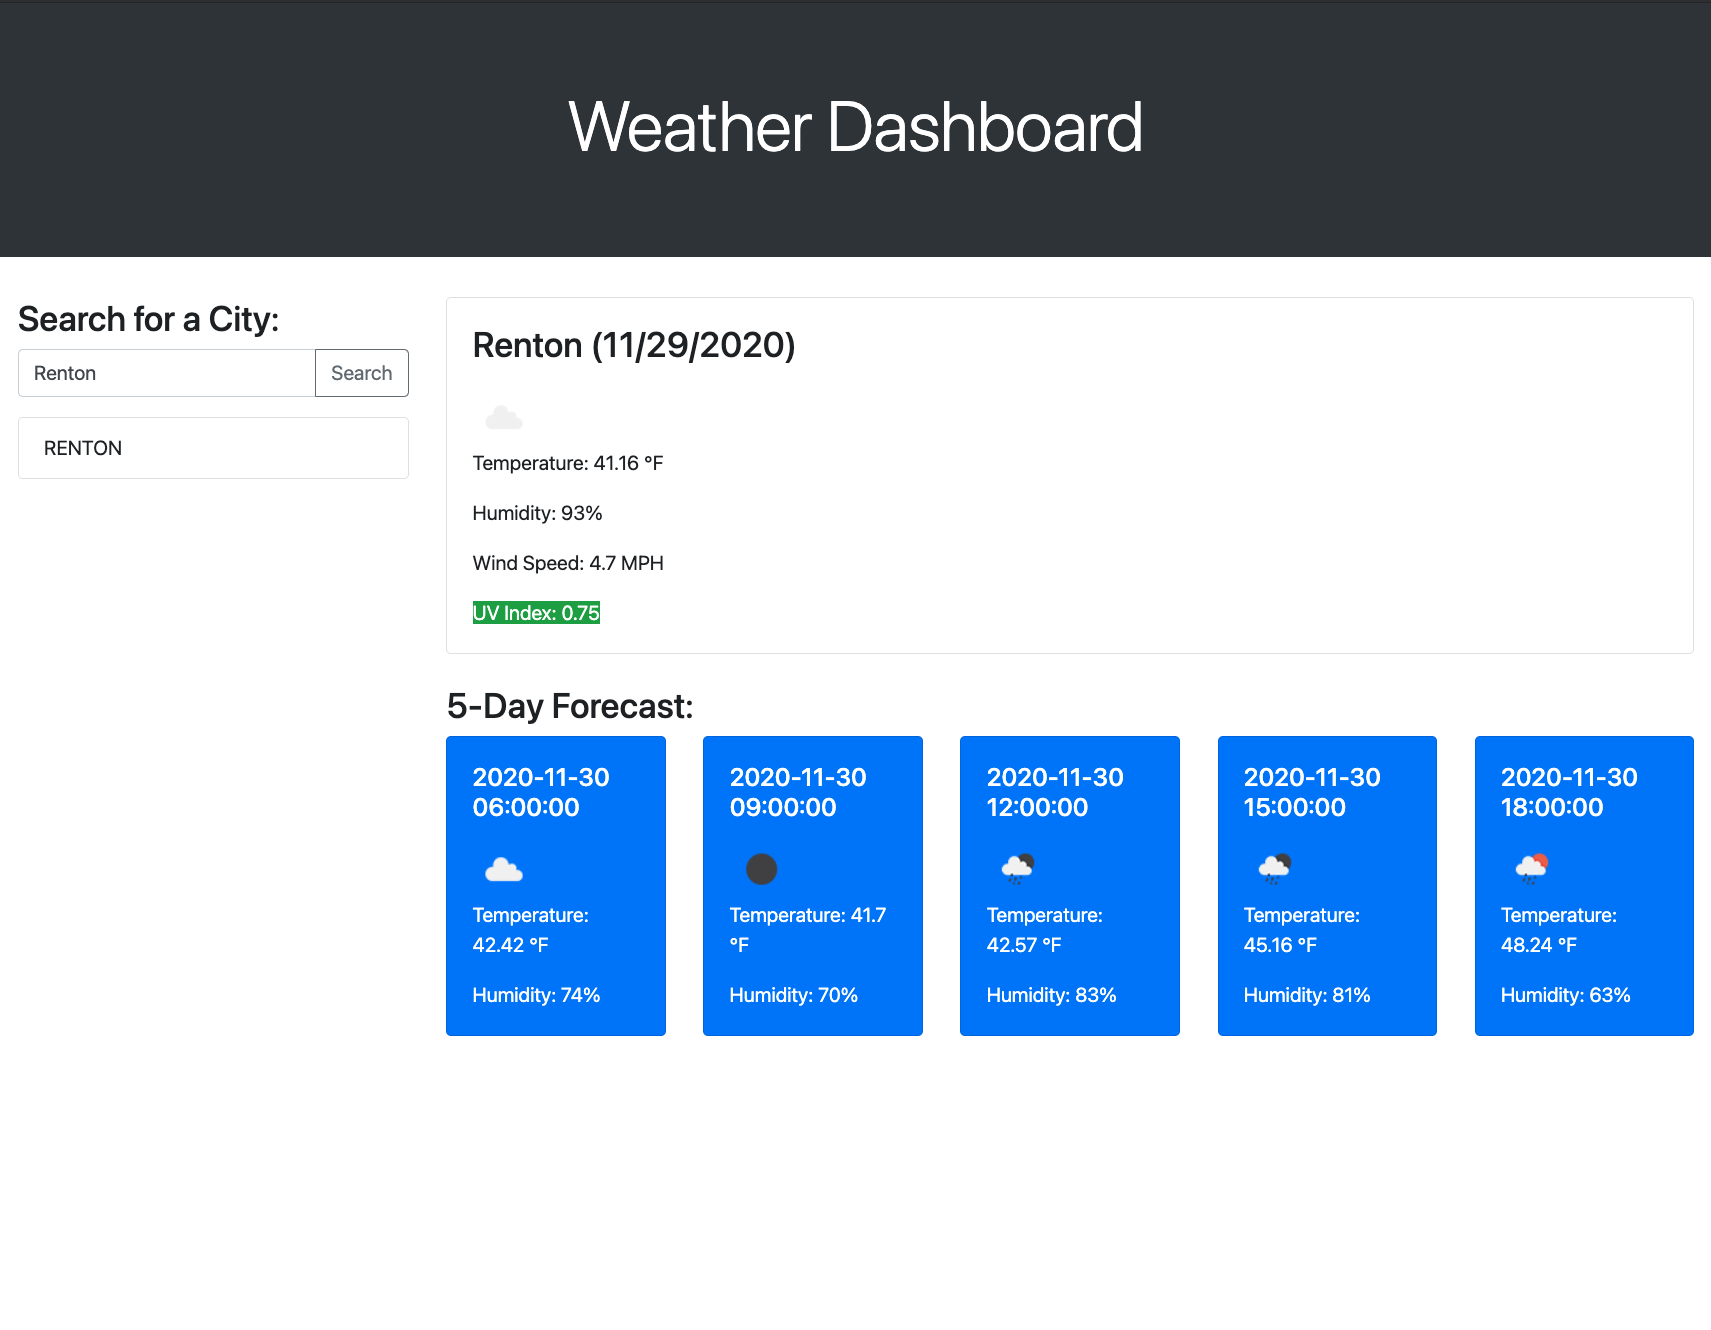 Weather Dashboard
Search for a City:
Renton
Search
RENTON
Renton (11/29/2020)
Temperature: 41.16 °F
Humidity: 93%
Wind Speed: 4.7 MPH
UV Index: 0.75
5-Day Forecast:
2020-11-30
06:00:00
Temperature:
42.42 °F
Humidity: 74%
2020-11-30
09:00:00
Temperature: 41.7
°F
Humidity: 70%
2020-11-30
12:00:00
Temperature:
42.57 °F
Humidity: 83%
2020-11-30
15:00:00
Temperature:
45.16 °F
Humidity: 81%
2020-11-30
18:00:00
Temperature:
48.24 °F
Humidity: 63%